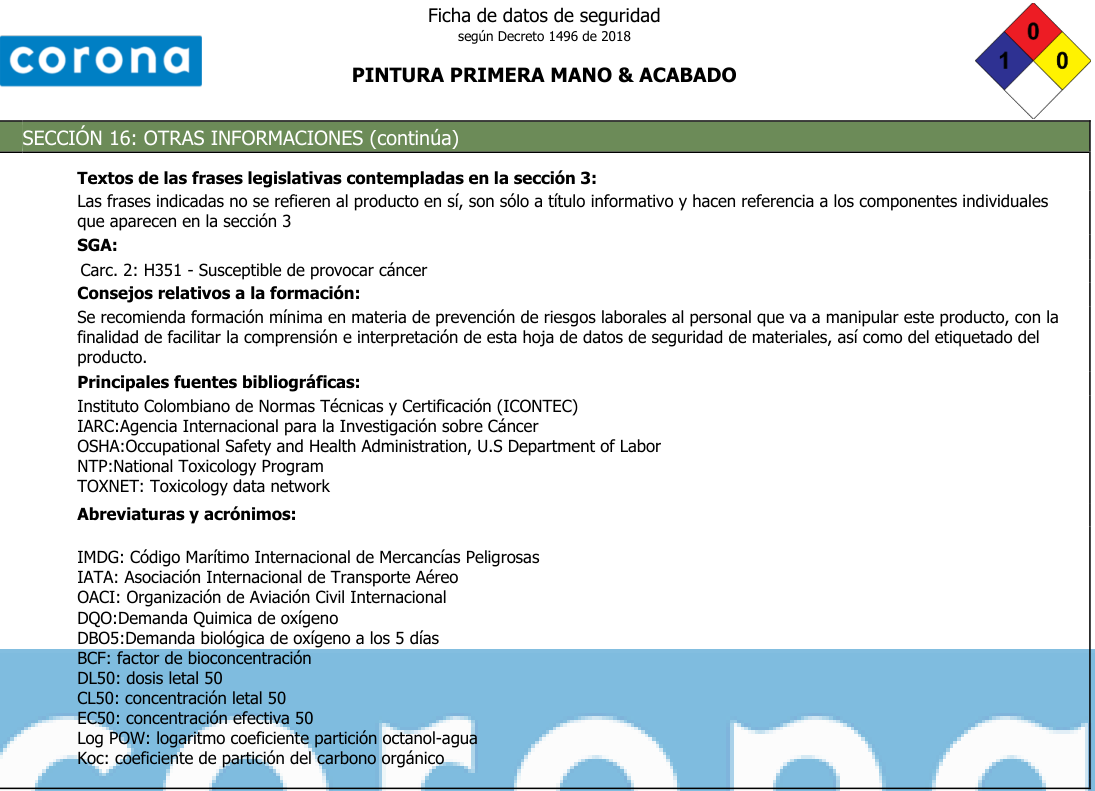 Ficha de datos de seguridad
según Decreto 1496 de 2018
corona
PINTURA PRIMERA MANO & ACABADO
0
1
0
SECCIÓN 16: OTRAS INFORMACIONES (continúa)
Textos de las frases legislativas contempladas en la sección 3:
Las frases indicadas no se refieren al producto en sí, son sólo a título informativo y hacen referencia a los componentes individuales
que aparecen en la sección 3
SGA:
Carc. 2: H351 - Susceptible de provocar cáncer
Consejos relativos a la formación:
Se recomienda formación mínima en materia de prevención de riesgos laborales al personal que va a manipular este producto, con la
finalidad de facilitar la comprensión e interpretación de esta hoja de datos de seguridad de materiales, así como del etiquetado del
producto.
Principales fuentes bibliográficas:
Instituto Colombiano de Normas Técnicas y Certificación (ICONTEC)
IARC:Agencia Internacional para la Investigación sobre Cáncer
OSHA:Occupational Safety and Health Administration, U.S Department of Labor
NTP:National Toxicology Program
TOXNET: Toxicology data network
Abreviaturas y acrónimos:
IMDG: Código Marítimo Internacional de Mercancías Peligrosas
IATA: Asociación Internacional de Transporte Aéreo
OACI: Organización de Aviación Civil Internacional
DQO:Demanda Quimica de oxígeno
DBO5:Demanda biológica de oxígeno a los 5 días
BCF: factor de bioconcentración
DL50: dosis letal 50
CL50: concentración letal 50
EC50: concentración efectiva 50
Log POW: logaritmo coeficiente partición octanol-agua
Koc: coeficiente de partición del carbono orgánico
corona